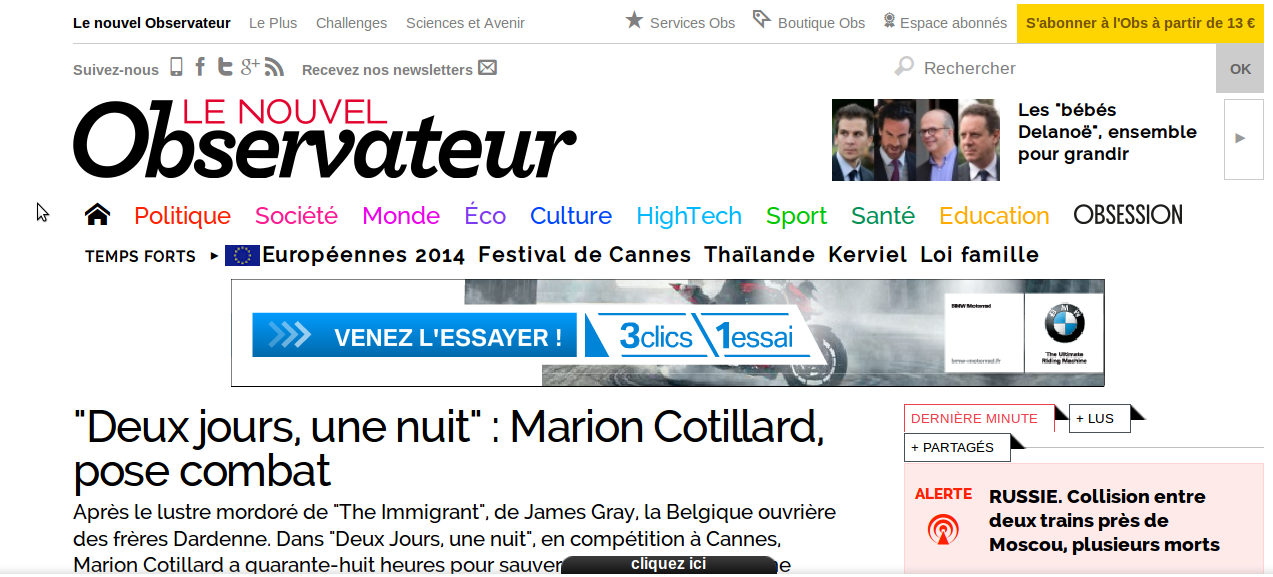 Le nouvel Observateur Le Plus Challenges Sciences et Avenir Services Obs Boutique Obs Espace abonnés S'abonner à l'Obs à partir de 13 €
Suivez-nous Recevez nos newsletters Rechercher OK
LE NOUVEL
Observateur
Les "bébés
Delanoë", ensemble
pour grandir
Politique Société Monde Éco Culture HighTech Sport Santé Education OBSESSION
TEMPS FORTS Européennes 2014 Festival de Cannes Thaïlande Kerviel Loi famille
VENEZ L'ESSAYER ! 3clics 1essai
BMW Motorrad
bmw-motorrad.fr
BMW
The Ultimate
Riding Machine
"Deux jours, une nuit" : Marion Cotillard,
pose combat
Après le lustre mordoré de "The Immigrant", de James Gray, la Belgique ouvrière
des frères Dardenne. Dans "Deux Jours, une nuit", en compétition à Cannes,
Marion Cotillard a quarante-huit heures pour sauver
cliquez ici
DERNIÈRE MINUTE + LUS
+ PARTAGÉS
ALERTE
RUSSIE. Collision entre
deux trains près de
Moscou, plusieurs morts